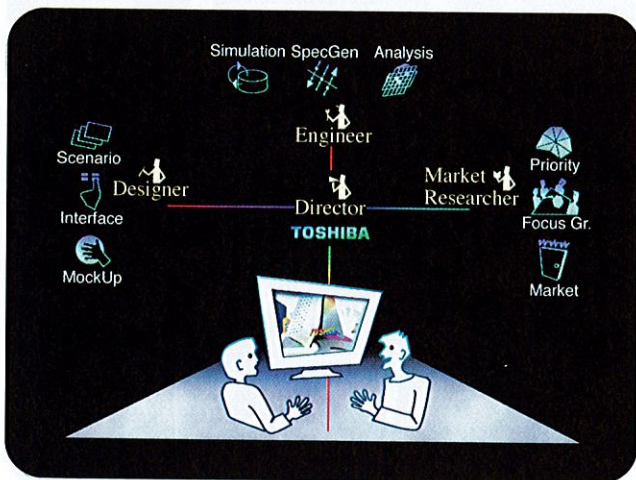 Simulation SpecGen Analysis
Engineer
Scenario
Designer
Interface
MockUp
Director
TOSHIBA
Market
Researcher
Priority
Focus Gr.
Market